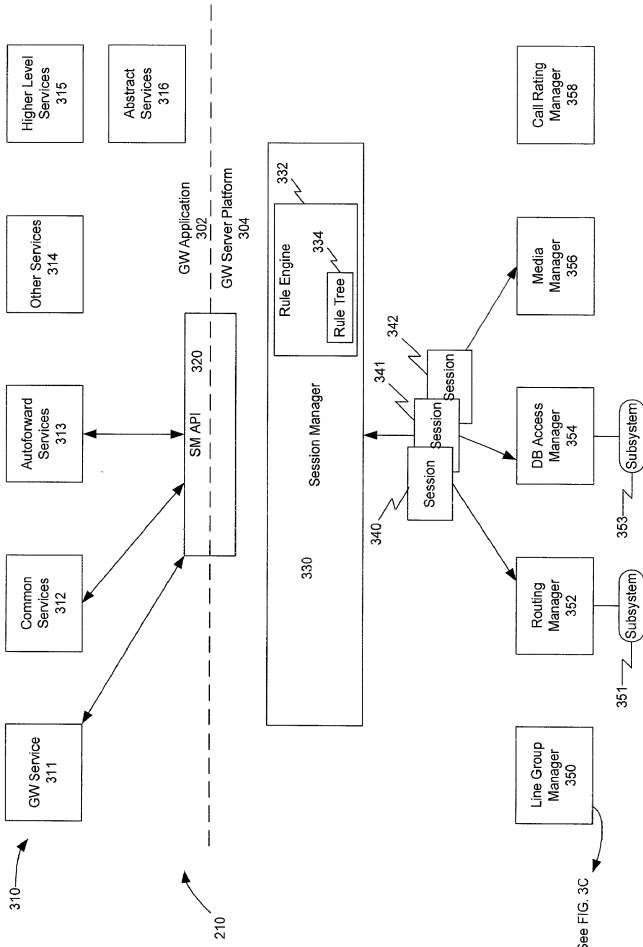 310
GW Service
311
Common
Services
312
Autoforward
Services
313
Other Services
314
Higher Level
Services
315
Abstract
Services
316
210
SM API
320
GW Application
302
GW Server Platform
304
330
Session Manager
Rule Engine
332
Rule Tree
334
340
Session
341
Session
342
Session
Line Group
Manager
350
See FIG. 3C
Routing
Manager
352
351
Subsystem
DB Access
Manager
354
353
Subsystem
Media
Manager
356
Call Rating
Manager
358